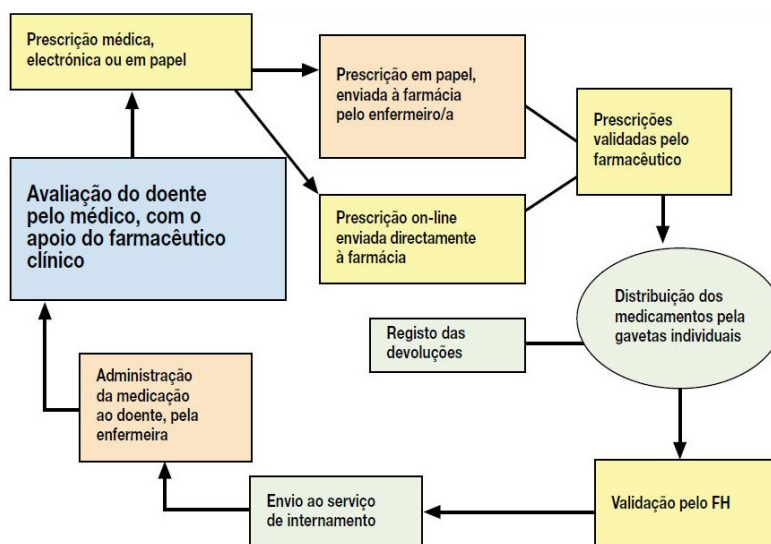 Prescrição médica,
electrónica ou em papel
Prescrição em papel,
enviada à farmácia
pelo enfermeiro/a
Prescrições
validadas pelo
farmacêutico
Avaliação do doente
pelo médico, com o
apoio do farmacêutico
clínico
Prescrição on-line
enviada directamente
à farmácia
Distribuição dos
medicamentos pela
gavetas individuais
Registo das
devoluções
Administração
da medicação
ao doente, pela
enfermeira
Envio ao serviço
de internamento
Validação pelo FH